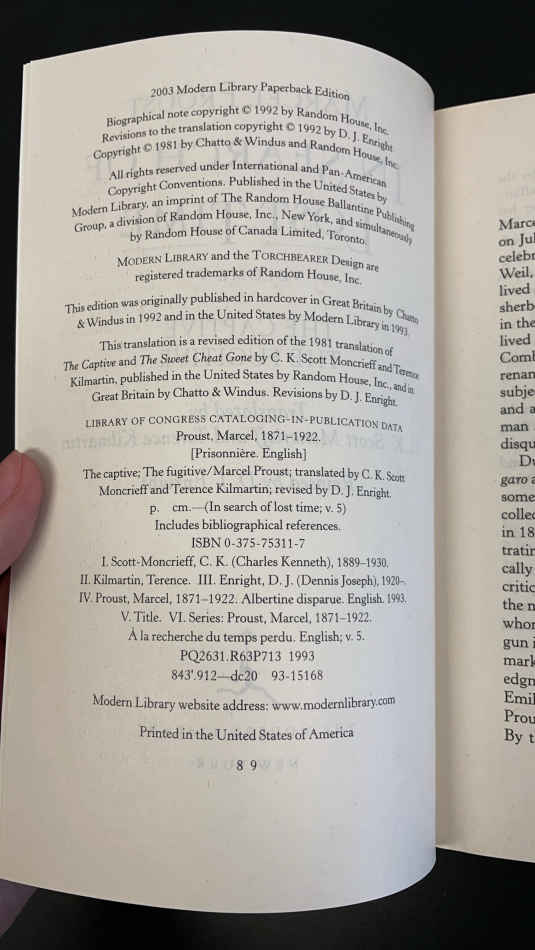 2003 Modern Library Paperback Edition
Biographical note copyright © 1992 by Random House, Inc.
Revisions to the translation copyright © 1992 by D. J. Enright
Copyright © 1981 by Chatto & Windus and Random House, Inc.
All rights reserved under International and Pan-American
Copyright Conventions. Published in the United States by
Modern Library, an imprint of The Random House Ballantine Publishing
Group, a division of Random House, Inc., New York, and simultaneously
by Random House of Canada Limited, Toronto.
MODERN LIBRARY and the TORCHBEARER Design are
registered trademarks of Random House, Inc.
This edition was originally published in hardcover in Great Britain by Chatto
& Windus in 1992 and in the United States by Modern Library in 1993.
This translation is a revised edition of the 1981 translation of
The Captive and The Sweet Cheat Gone by C. K. Scott Moncrieff and Terence
Kilmartin, published in the United States by Random House, Inc., and in
Great Britain by Chatto & Windus. Revisions by D. J. Enright.
LIBRARY OF CONGRESS CATALOGING-IN-PUBLICATION DATA
Proust, Marcel, 1871–1922.
[Prisonnière. English]
The captive; The fugitive/Marcel Proust; translated by C. K. Scott
Moncrieff and Terence Kilmartin; revised by D. J. Enright.
p. cm.—(In search of lost time; v. 5)
Includes bibliographical references.
ISBN 0-375-75311-7
I. Scott-Moncrieff, C. K. (Charles Kenneth), 1889–1930.
II. Kilmartin, Terence. III. Enright, D. J. (Dennis Joseph), 1920–.
IV. Proust, Marcel, 1871–1922. Albertine disparue. English. 1993.
V. Title. VI. Series: Proust, Marcel, 1871–1922.
À la recherche du temps perdu. English; v. 5.
PQ2631.R63P713 1993
843'.912—dc20 93-15168
Modern Library website address: www.modernlibrary.com
Printed in the United States of America
8 9
Marce
on Jul
celebr
Weil,
lived
sherb
in the
lived
Coml
renan
subje
and a
man
disqu
Du
garo a
some
collec
in 18
tratin
cally
critic
the n
whor
gun i
mark
edgn
Emil
Prou
By t